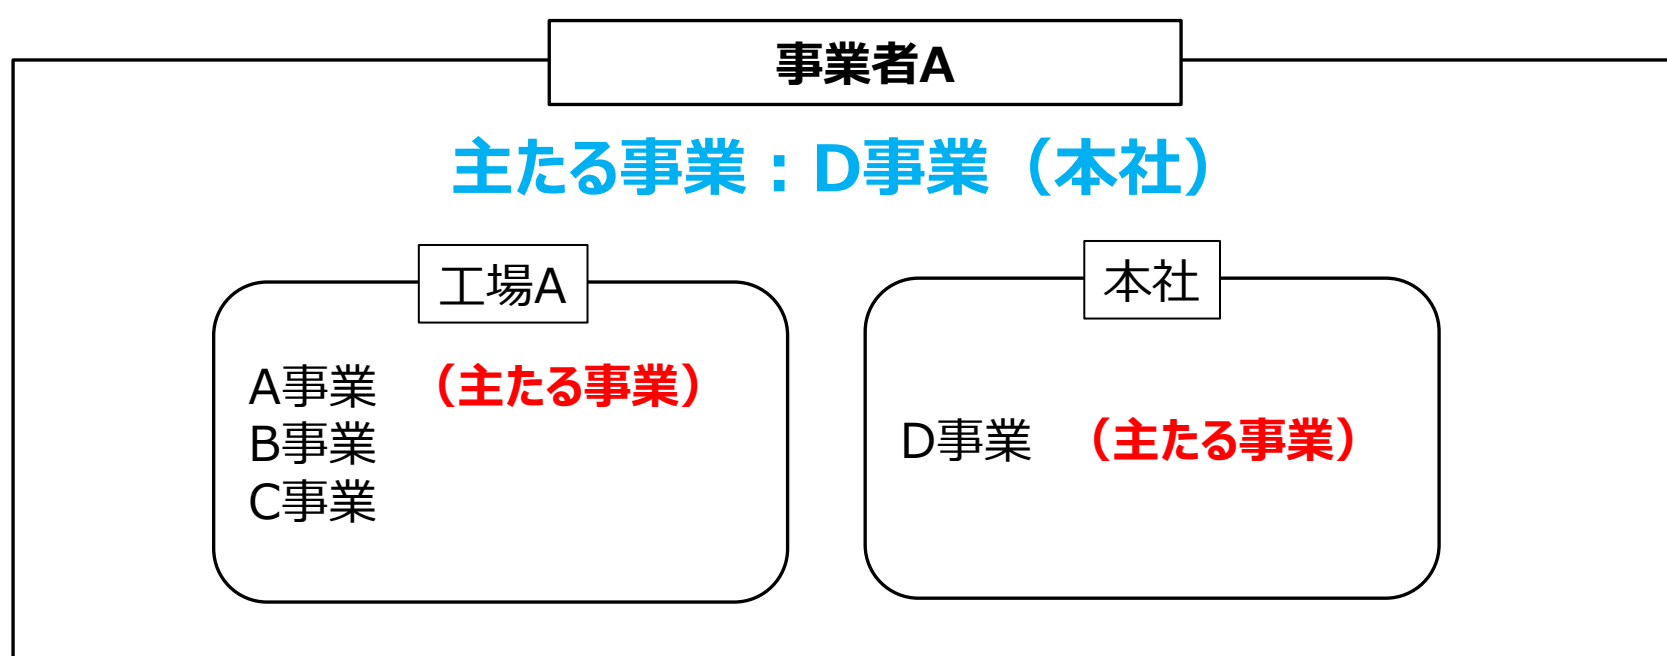 事業者A
主たる事業：D事業（本社）
工場A
A事業　（主たる事業）
B事業
C事業
本社
D事業　（主たる事業）